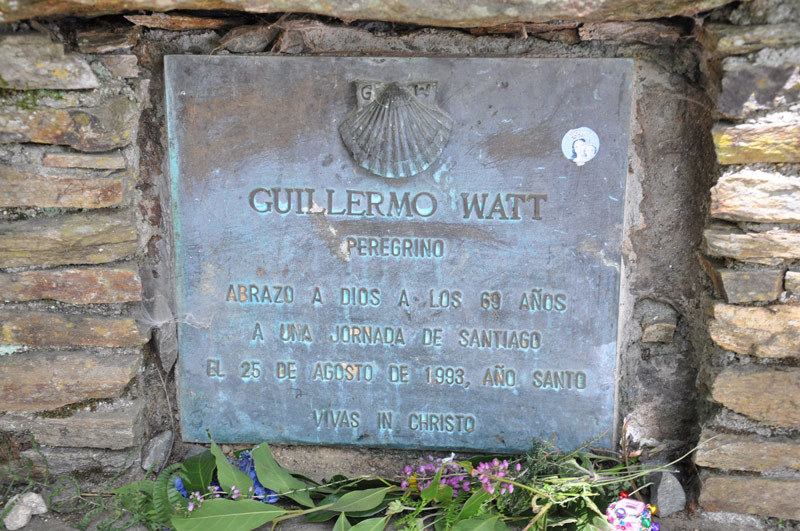 GUILLERMO WATT
PEREGRINO
ABRAZO A DIOS A LOS 69 AÑOS
A UNA JORNADA DE SANTIAGO
EL 25 DE AGOSTO DE 1993, AÑO SANTO
VIVAS IN CHRISTO